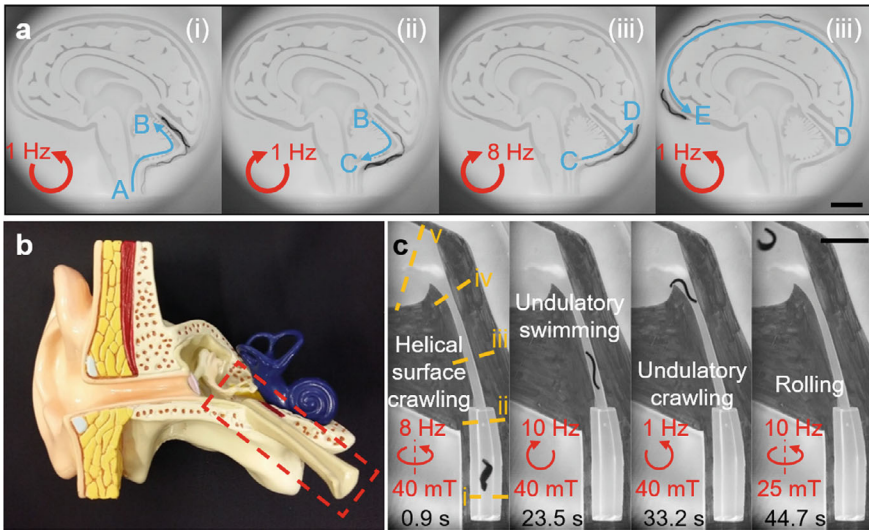 a
(i)
(ii)
(iii)
(iii)
B
A
1 Hz
B
C
1 Hz
D
C
8 Hz
E
D
1 Hz
b
c
v
iv
iii
ii
i
Helical
surface
crawling
8 Hz
40 mT
0.9 s
Undulatory
swimming
10 Hz
40 mT
23.5 s
Undulatory
crawling
1 Hz
40 mT
33.2 s
Rolling
10 Hz
25 mT
44.7 s